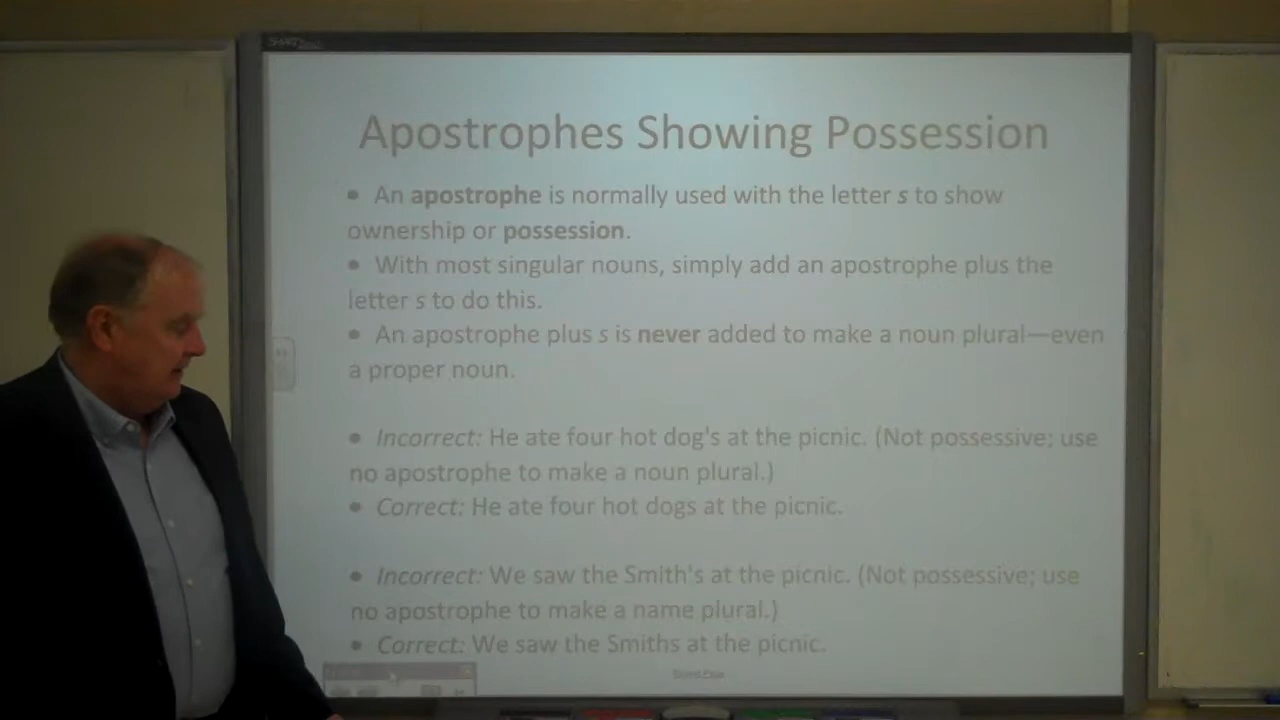 SMART
Apostrophes Showing Possession
• An apostrophe is normally used with the letter s to show
ownership or possession.
• With most singular nouns, simply add an apostrophe plus the
letter s to do this.
• An apostrophe plus s is never added to make a noun plural—even
a proper noun.
• Incorrect: He ate four hot dog's at the picnic. (Not possessive; use
no apostrophe to make a noun plural.)
• Correct: He ate four hot dogs at the picnic.
• Incorrect: We saw the Smith's at the picnic. (Not possessive; use
no apostrophe to make a name plural.)
• Correct: We saw the Smiths at the picnic.